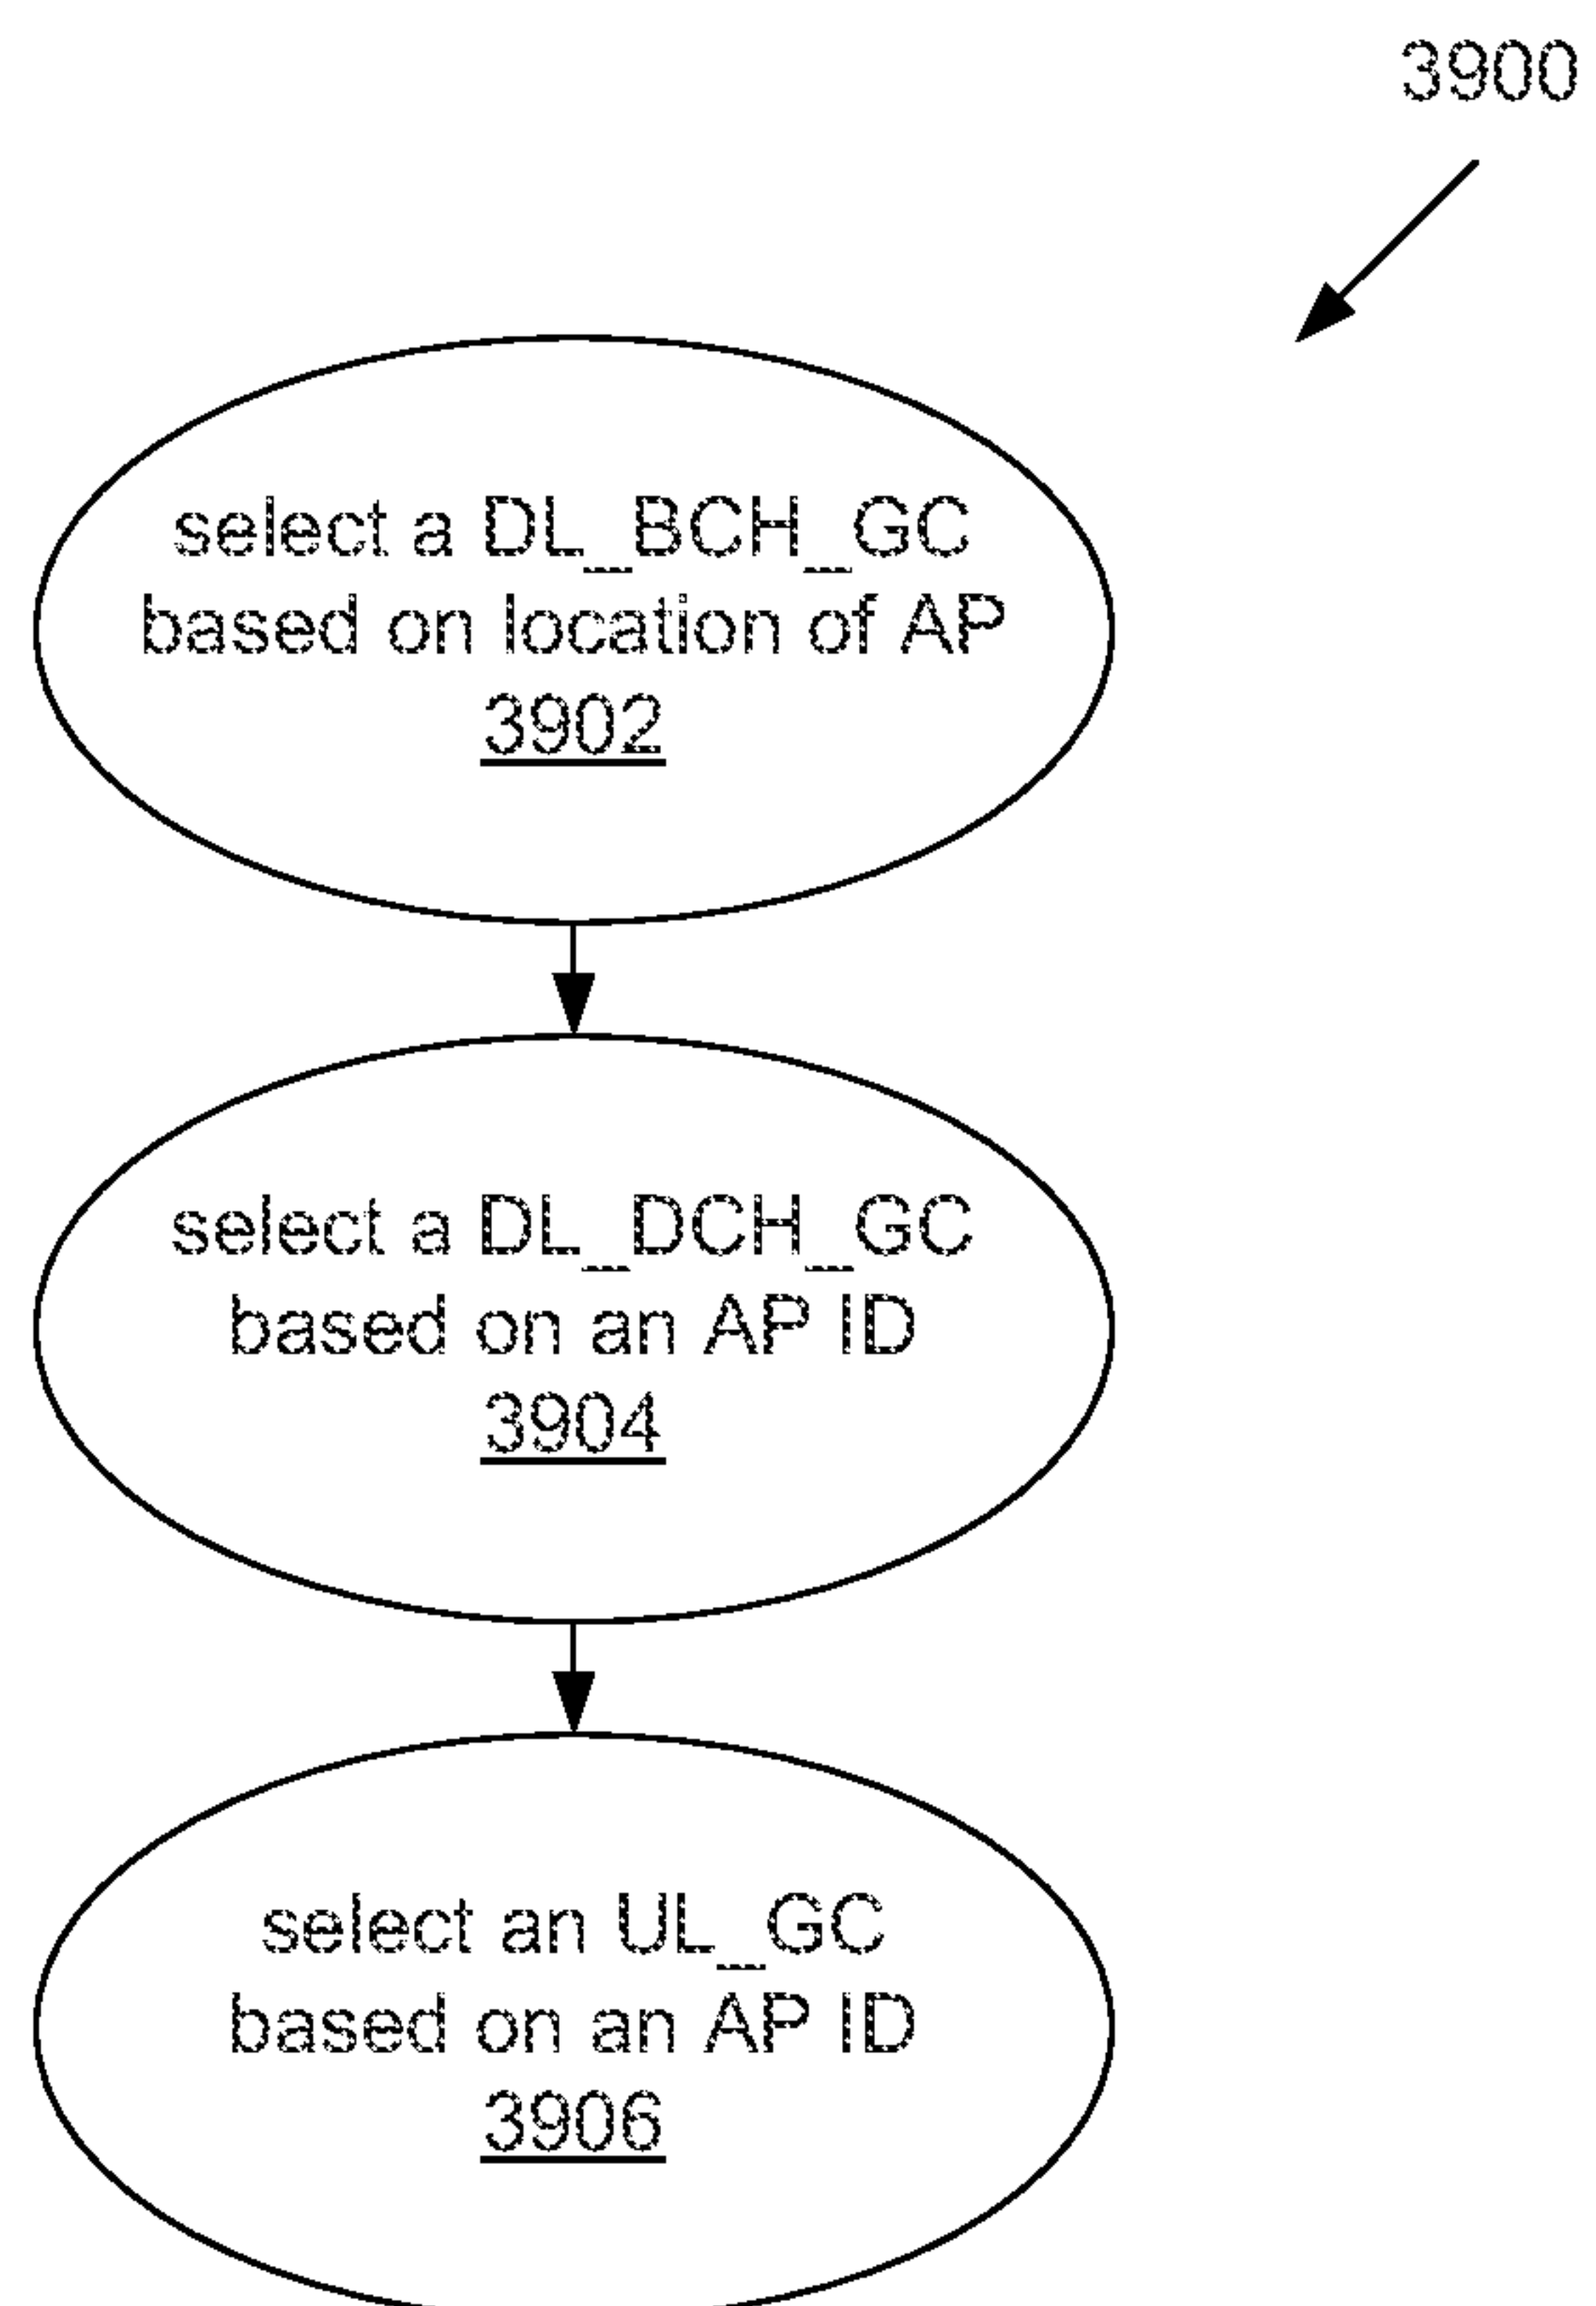 3900
select a DL_BCH_GC
based on location of AP
3902
select a DL_DCH_GC
based on an AP ID
3904
select an UL_GC
based on an AP ID
3906